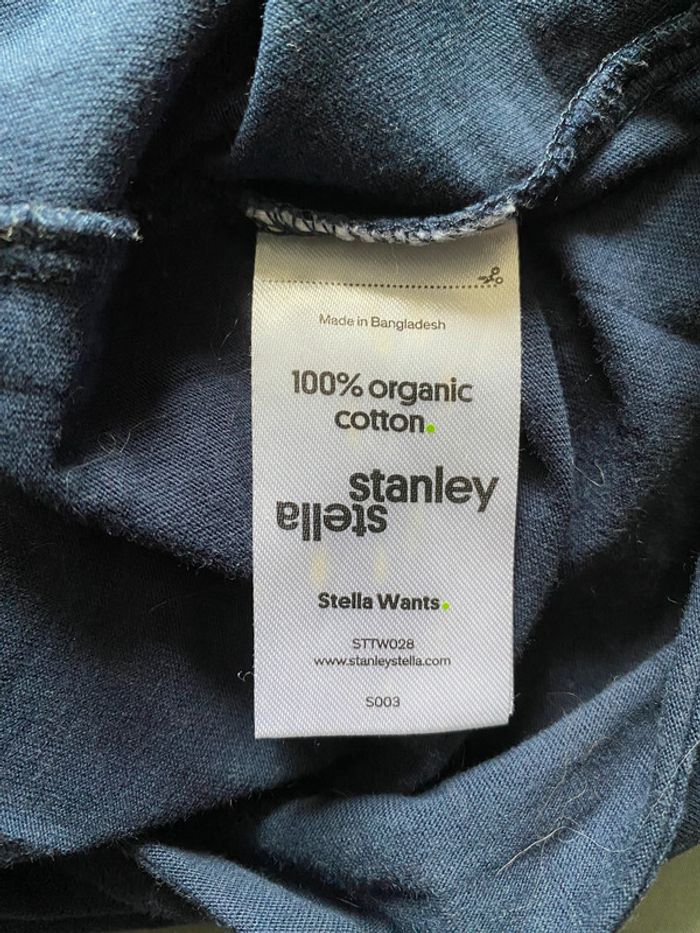 Made in Bangladesh
100% organic
cotton.
stanley
stella
Stella Wants.
STTW028
www.stanleystella.com
S003